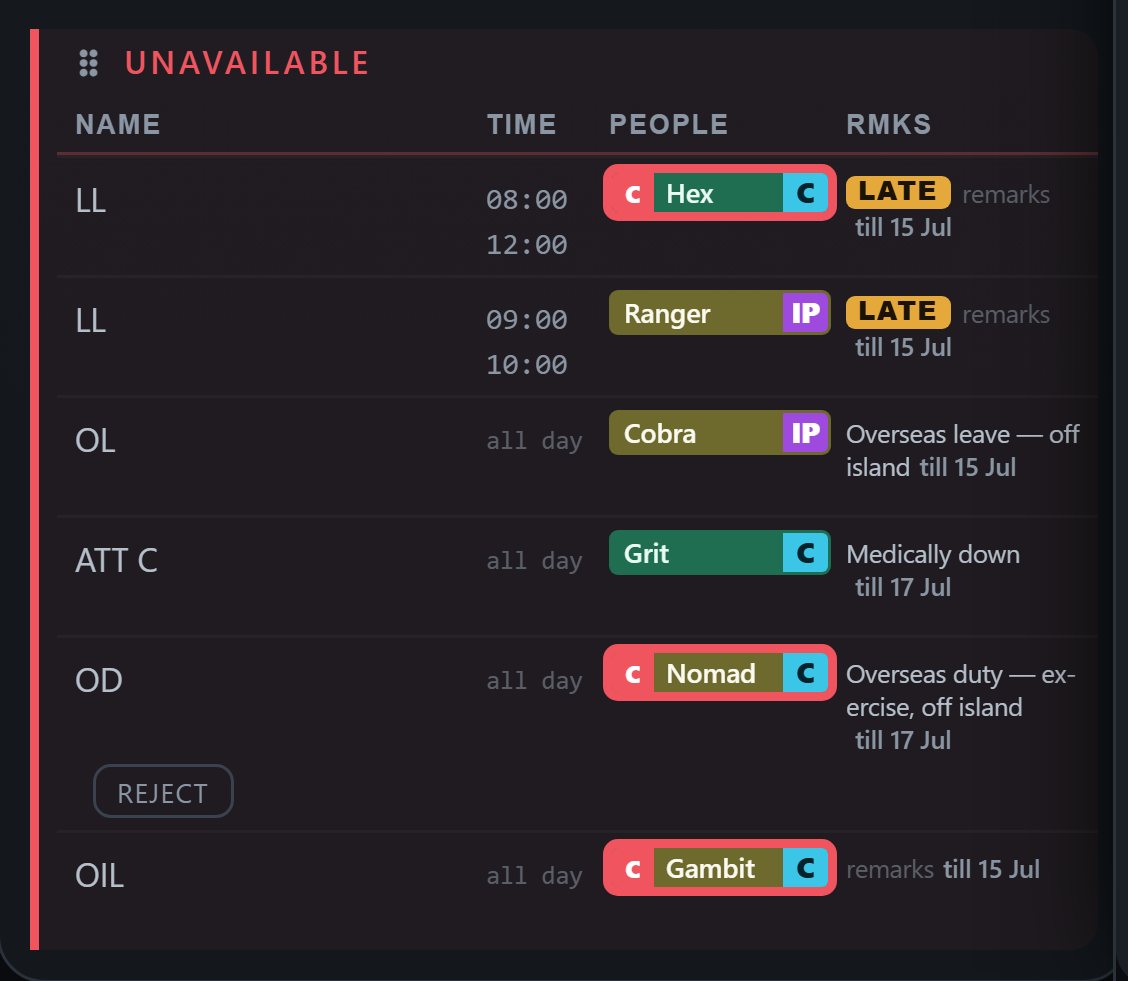 UNAVAILABLE
NAME TIME PEOPLE RMKS
LL 08:00 c Hex C LATE remarks
12:00 till 15 Jul
LL 09:00 Ranger IP LATE remarks
10:00 till 15 Jul
OL all day Cobra IP Overseas leave — off
island till 15 Jul
ATT C all day Grit C Medically down
till 17 Jul
OD all day c Nomad C Overseas duty — ex-
ercise, off island
till 17 Jul
REJECT
OIL all day c Gambit C remarks till 15 Jul